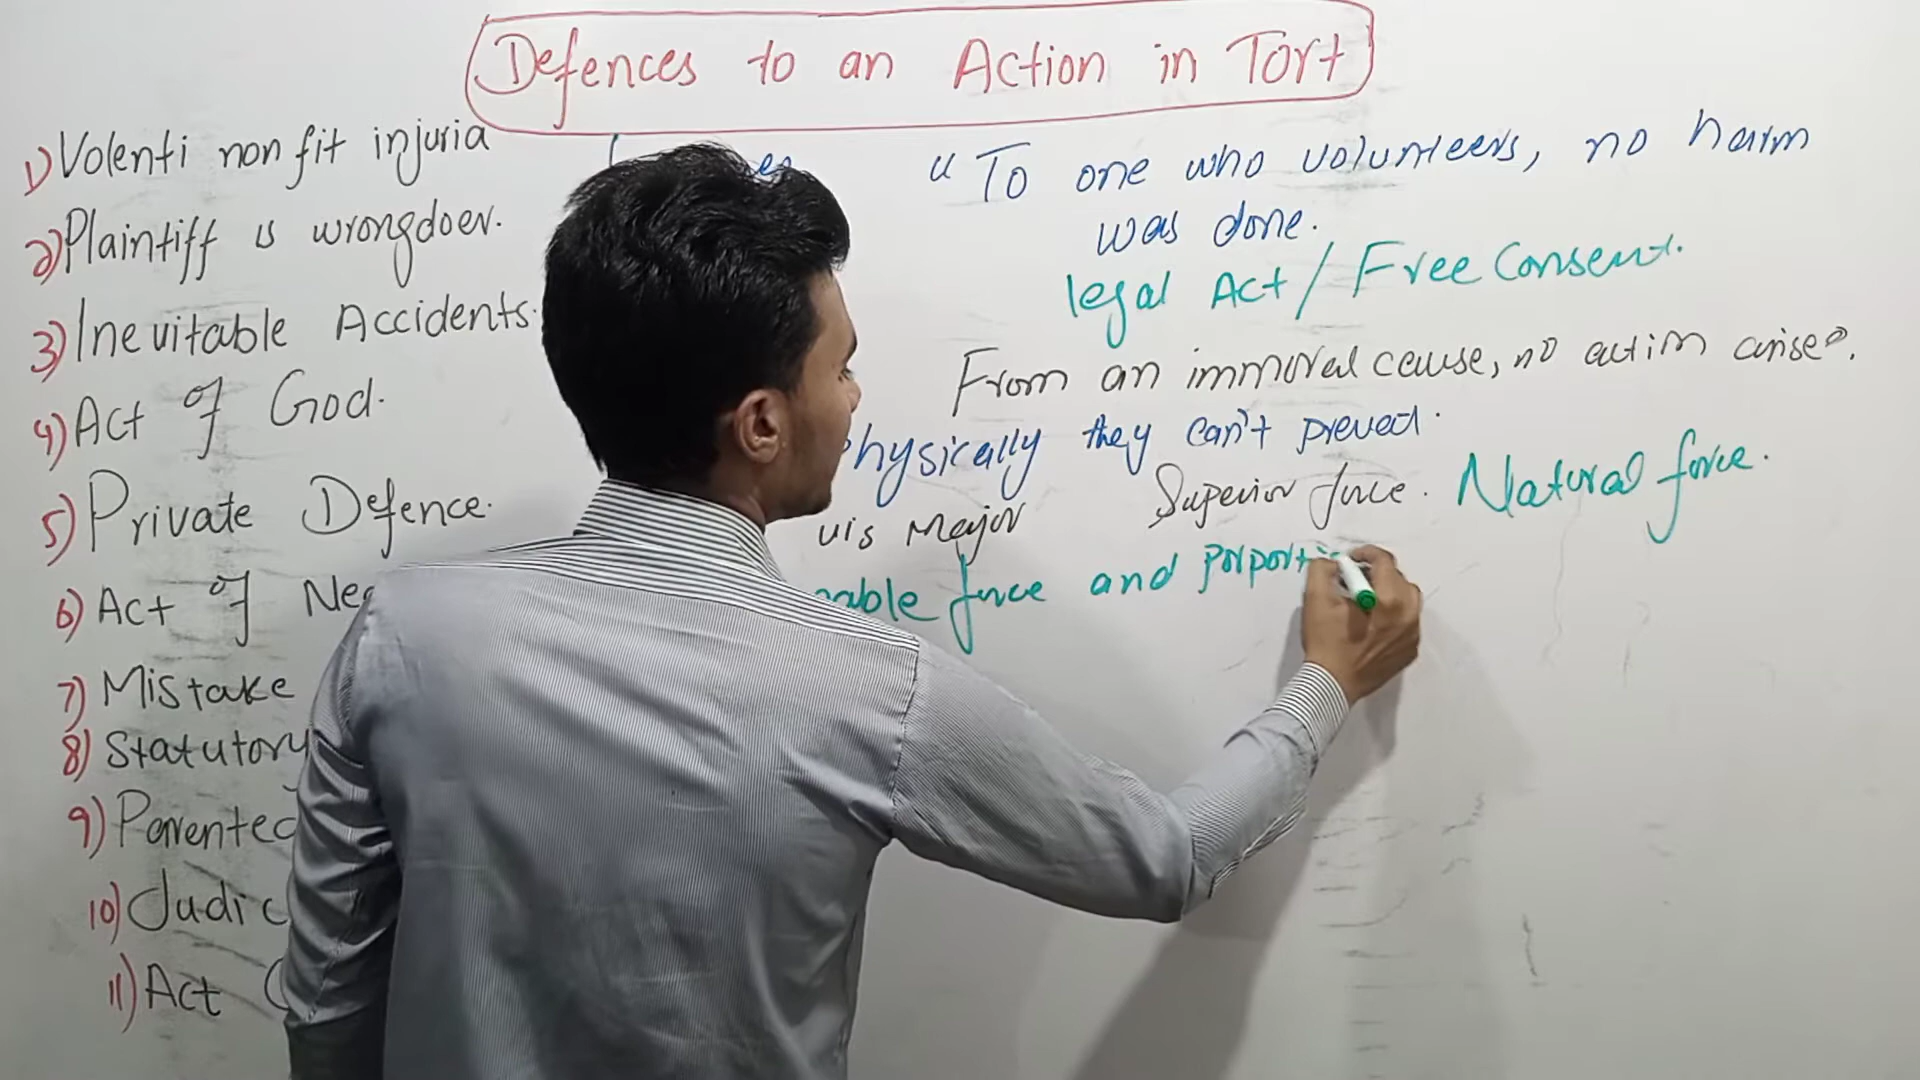 Defences to an Action in Tort
1) Volenti non fit injuria
2) Plaintiff is wrongdoer.
3) Inevitable Accidents.
4) Act of God.
5) Private Defence.
6) Act of Nec
7) Mistake
8) Statutory
9) Parented
10) Judic
11) Act
"To one who volunteers, no harm
was done.
legal Act / Free Consent.
From an immoral cause, no action arises.
physically they can't prevent.
vis Major Superior force. Natural force.
nable force and porporti